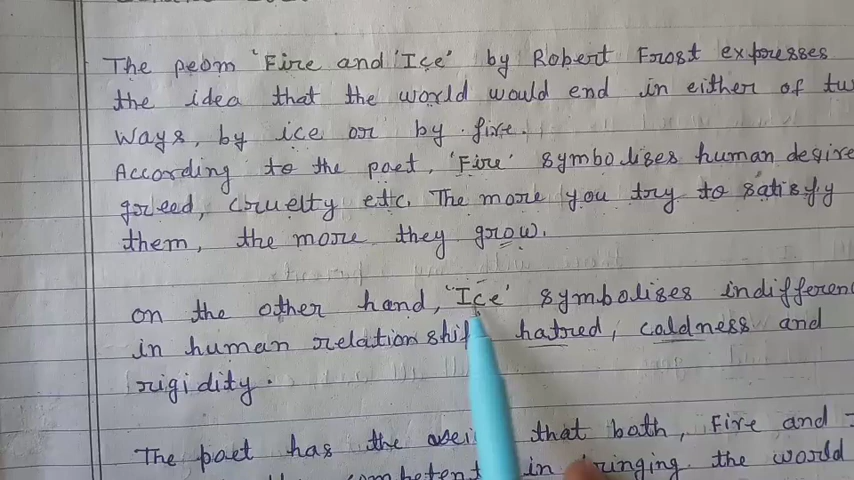 The peom 'Fire and 'Ice' by Robert Frost expresses
the idea that the world would end in either of tw
ways, by ice or by fire.
According to the poet, 'Fire' symbolises human desire
greed, cruelty etc. The more you try to satisfy
them, the more they grow.
on the other hand, 'Ice' symbolises indifferenc
in human relationship hatred, coldness and
rigidity.
The poet has the that both, Fire and
competent in bringing the world